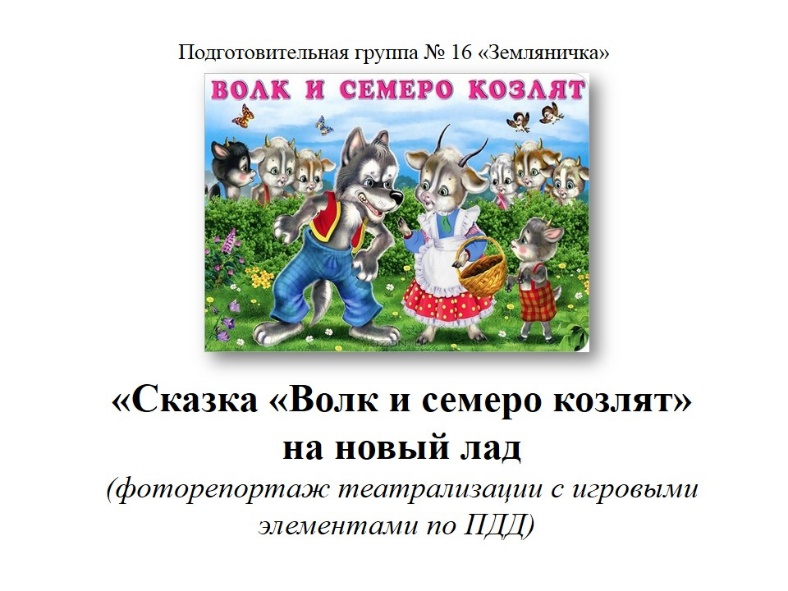 Подготовительная группа № 16 «Земляничка»
ВОЛК И СЕМЕРО КОЗЛЯТ
«Сказка «Волк и семеро козлят»
на новый лад
(фоторепортаж театрализации с игровыми
элементами по ПДД)